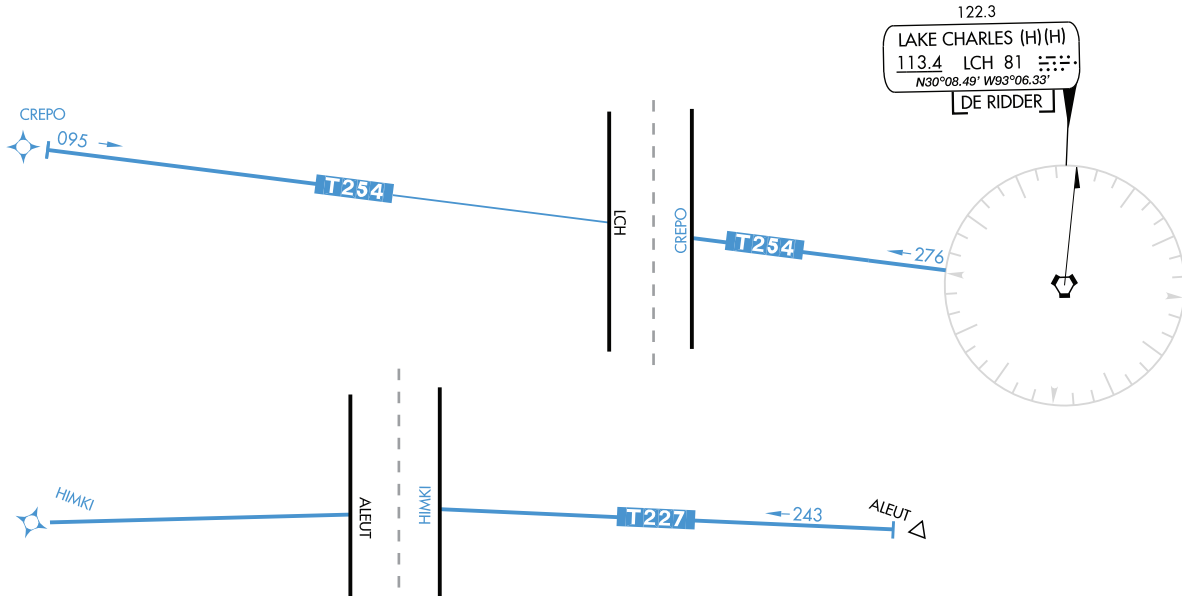 122.3
LAKE CHARLES (H)(H)
113.4 LCH 81
N30°08.49' W93°06.33'
DE RIDDER
CREPO
095
T254
LCH
CREPO
T254
276
HIMKI
ALEUT
HIMKI
T227
243
ALEUT